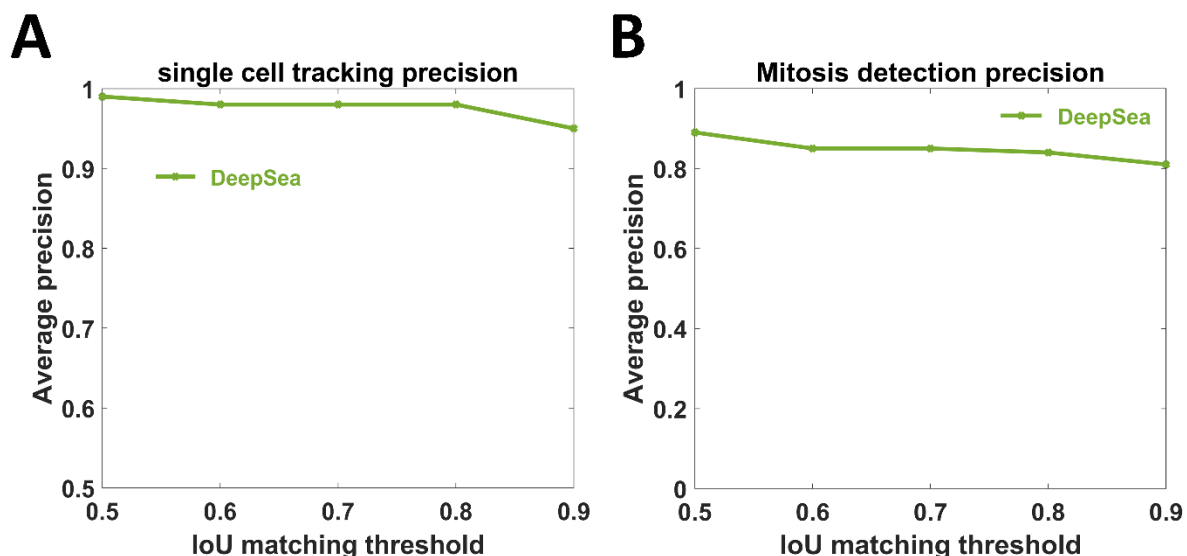 A
single cell tracking precision
1
0.9
0.8
0.7
0.6
0.5
Average precision
DeepSea
0.5 0.6 0.7 0.8 0.9
IoU matching threshold
B
Mitosis detection precision
1
0.8
0.6
0.4
0.2
0
Average precision
DeepSea
0.5 0.6 0.7 0.8 0.9
IoU matching threshold